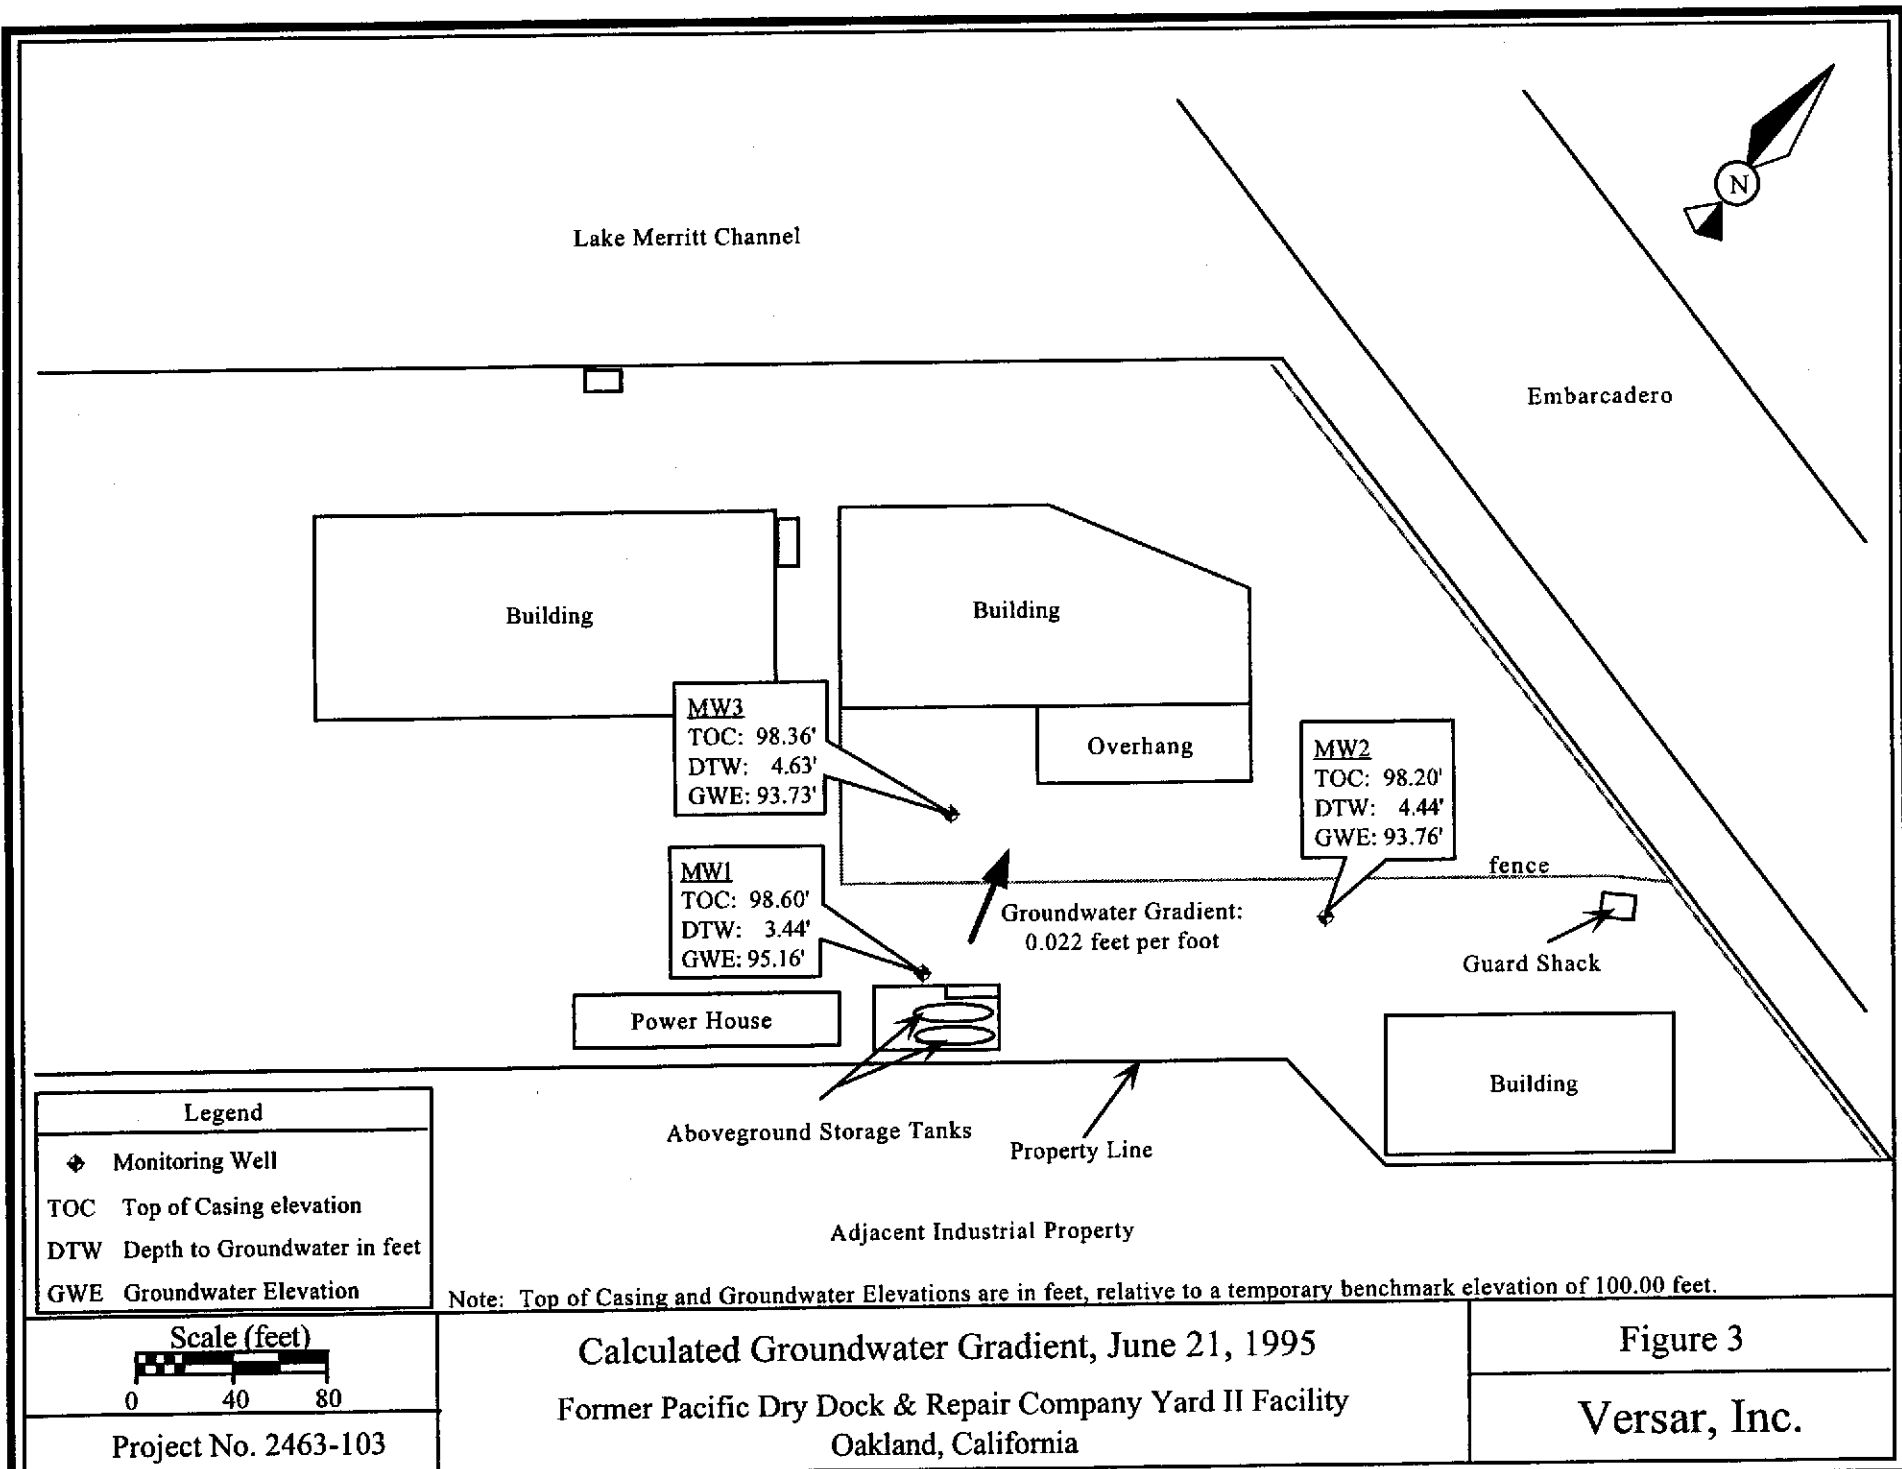 N
Lake Merritt Channel
Embarcadero
Building
Building
MW3
TOC: 98.36'
DTW: 4.63'
GWE: 93.73'
Overhang
MW2
TOC: 98.20'
DTW: 4.44'
GWE: 93.76'
fence
MW1
TOC: 98.60'
DTW: 3.44'
GWE: 95.16'
Groundwater Gradient:
0.022 feet per foot
Guard Shack
Power House
Building
Aboveground Storage Tanks
Property Line
Legend
Monitoring Well
TOC Top of Casing elevation
DTW Depth to Groundwater in feet
GWE Groundwater Elevation
Adjacent Industrial Property
Note: Top of Casing and Groundwater Elevations are in feet, relative to a temporary benchmark elevation of 100.00 feet.
Scale (feet)
0 40 80
Project No. 2463-103
Calculated Groundwater Gradient, June 21, 1995
Former Pacific Dry Dock & Repair Company Yard II Facility
Oakland, California
Figure 3
Versar, Inc.